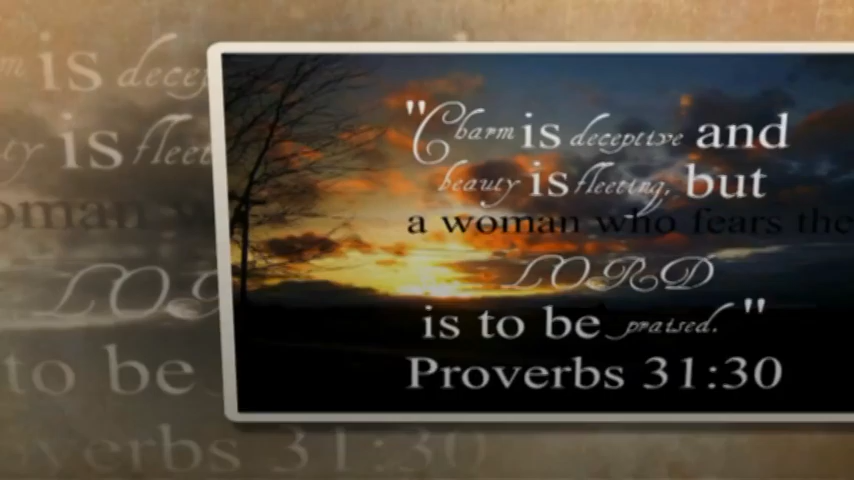 "Charm is deceptive and
beauty is fleeting, but
a woman who fears the
LORD
is to be praised."
Proverbs 31:30